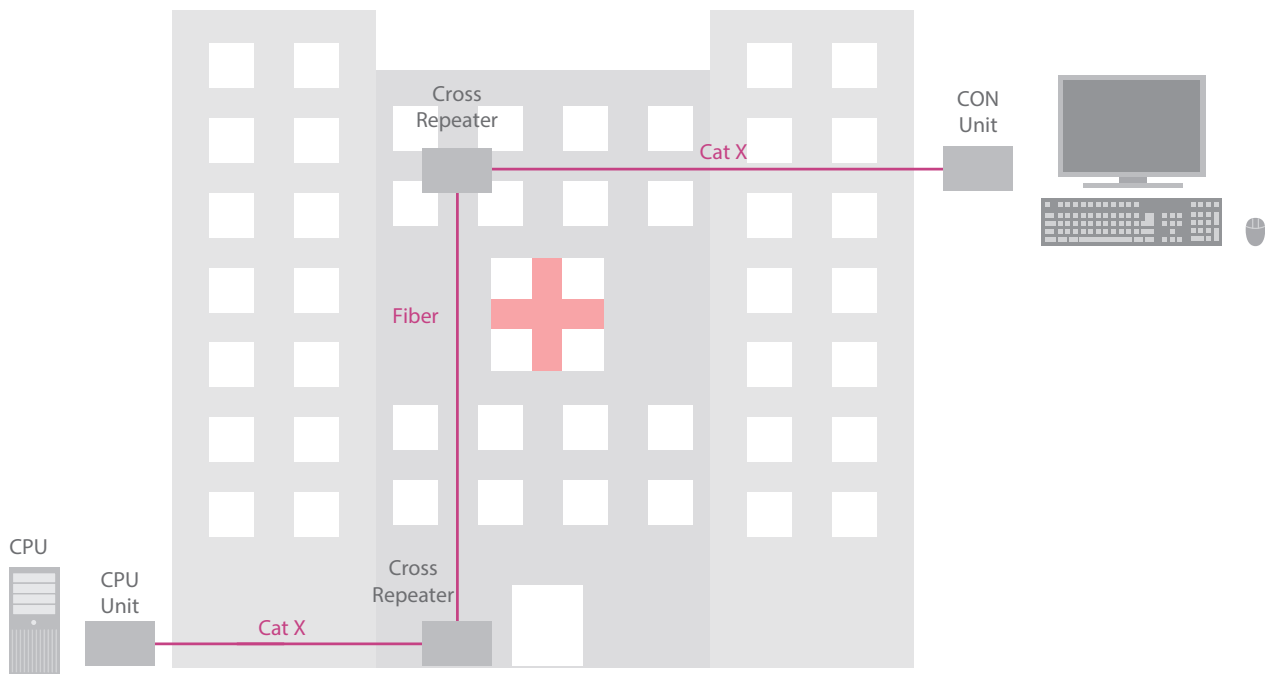 Cross
Repeater
CON
Unit
Cat X
Fiber
CPU
CPU
Unit
Cross
Repeater
Cat X